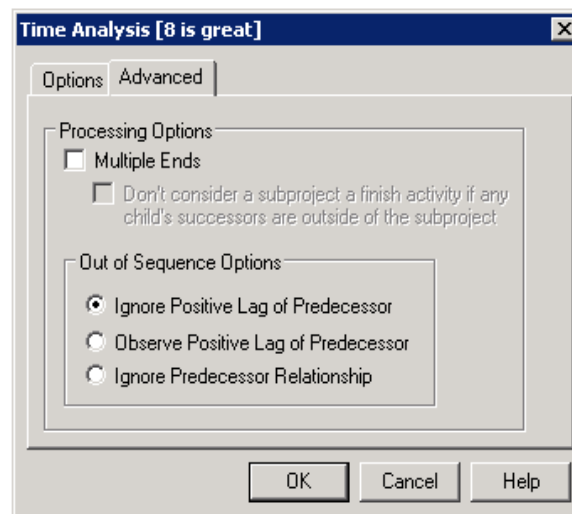 Time Analysis [8 is great]
Options Advanced
Processing Options
Multiple Ends
Don't consider a subproject a finish activity if any
child's successors are outside of the subproject
Out of Sequence Options
Ignore Positive Lag of Predecessor
Observe Positive Lag of Predecessor
Ignore Predecessor Relationship
OK Cancel Help